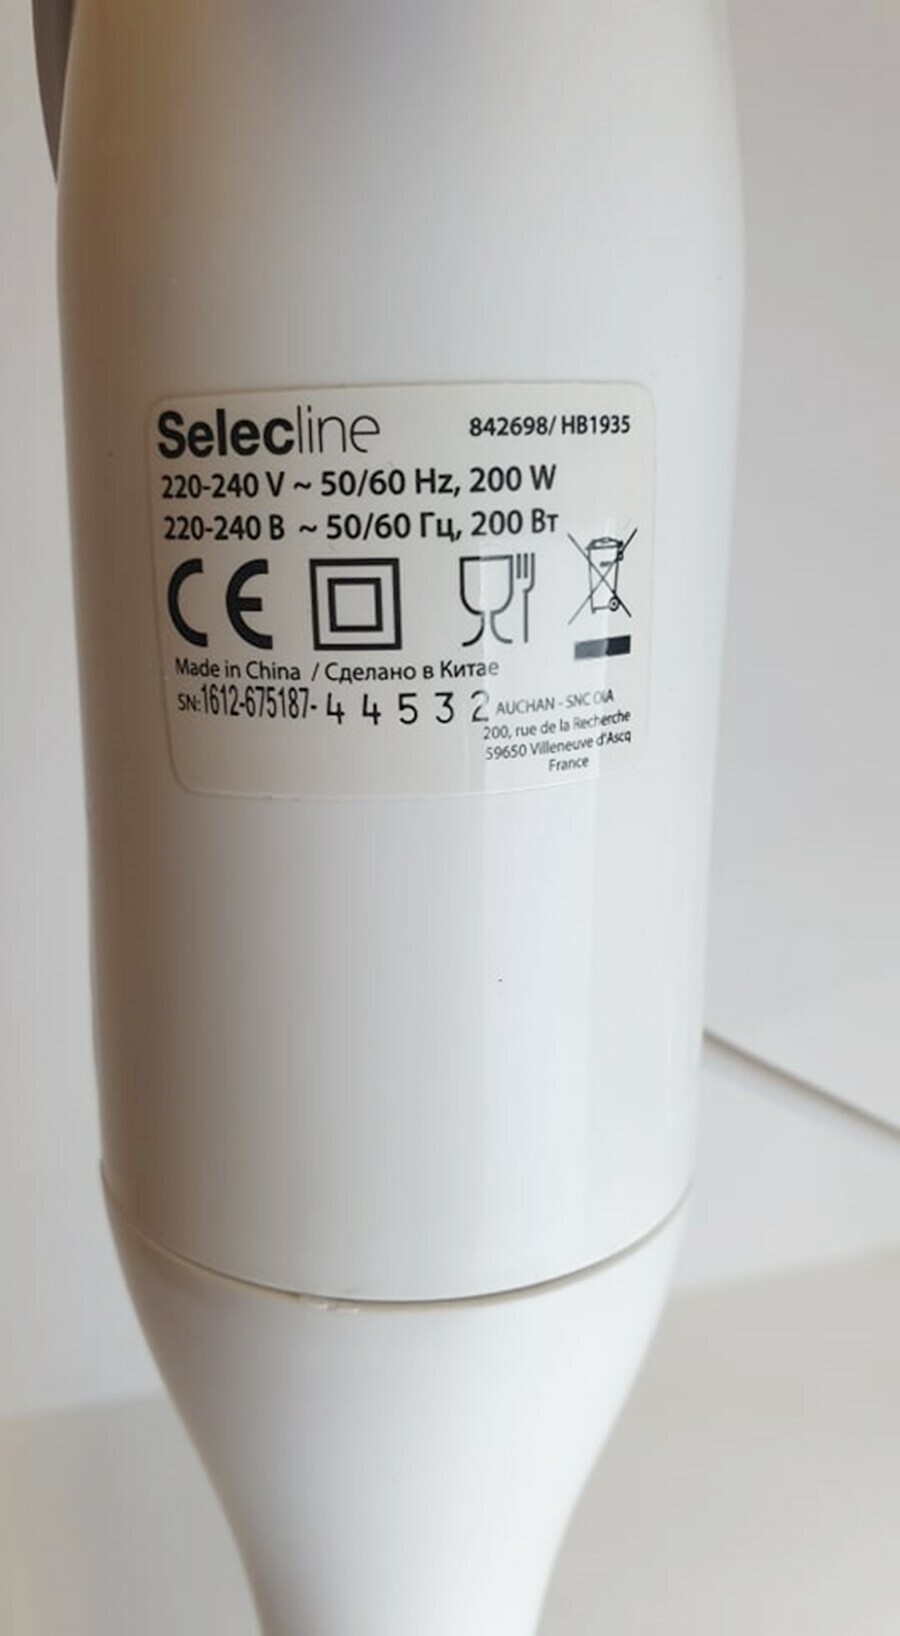 Selecline 842698/ HB1935
220-240 V ~ 50/60 Hz, 200 W
220-240 В ~ 50/60 Гц, 200 Вт
CE
Made in China / Сделано в Китае
SN: 1612-675187- 4 4 5 3 2
AUCHAN - SNC OIA
200, rue de la Recherche
59650 Villeneuve d'Ascq
France